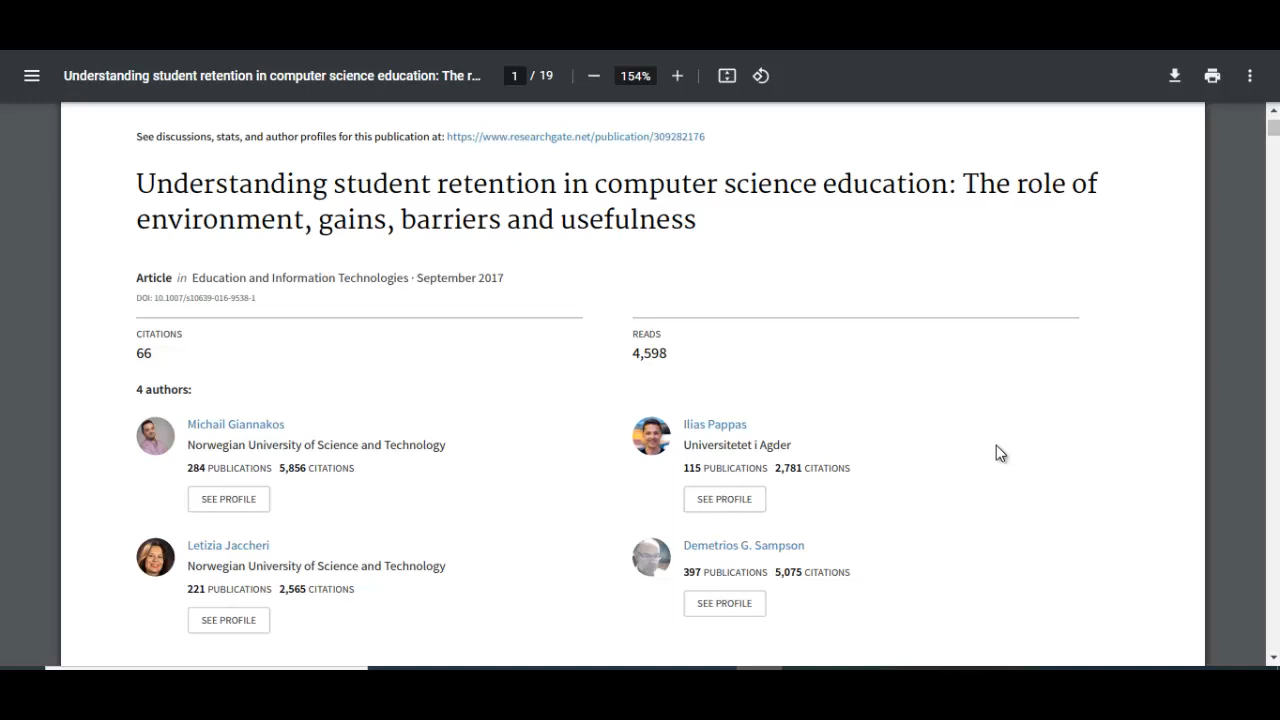 Understanding student retention in computer science education: The r...
1 / 19
154%
See discussions, stats, and author profiles for this publication at: https://www.researchgate.net/publication/309282176
Understanding student retention in computer science education: The role of
environment, gains, barriers and usefulness
Article in Education and Information Technologies · September 2017
DOI: 10.1007/s10639-016-9538-1
CITATIONS
66
READS
4,598
4 authors:
Michail Giannakos
Norwegian University of Science and Technology
284 PUBLICATIONS 5,856 CITATIONS
SEE PROFILE
Ilias Pappas
Universitetet i Agder
115 PUBLICATIONS 2,781 CITATIONS
SEE PROFILE
Letizia Jaccheri
Norwegian University of Science and Technology
221 PUBLICATIONS 2,565 CITATIONS
SEE PROFILE
Demetrios G. Sampson
397 PUBLICATIONS 5,075 CITATIONS
SEE PROFILE